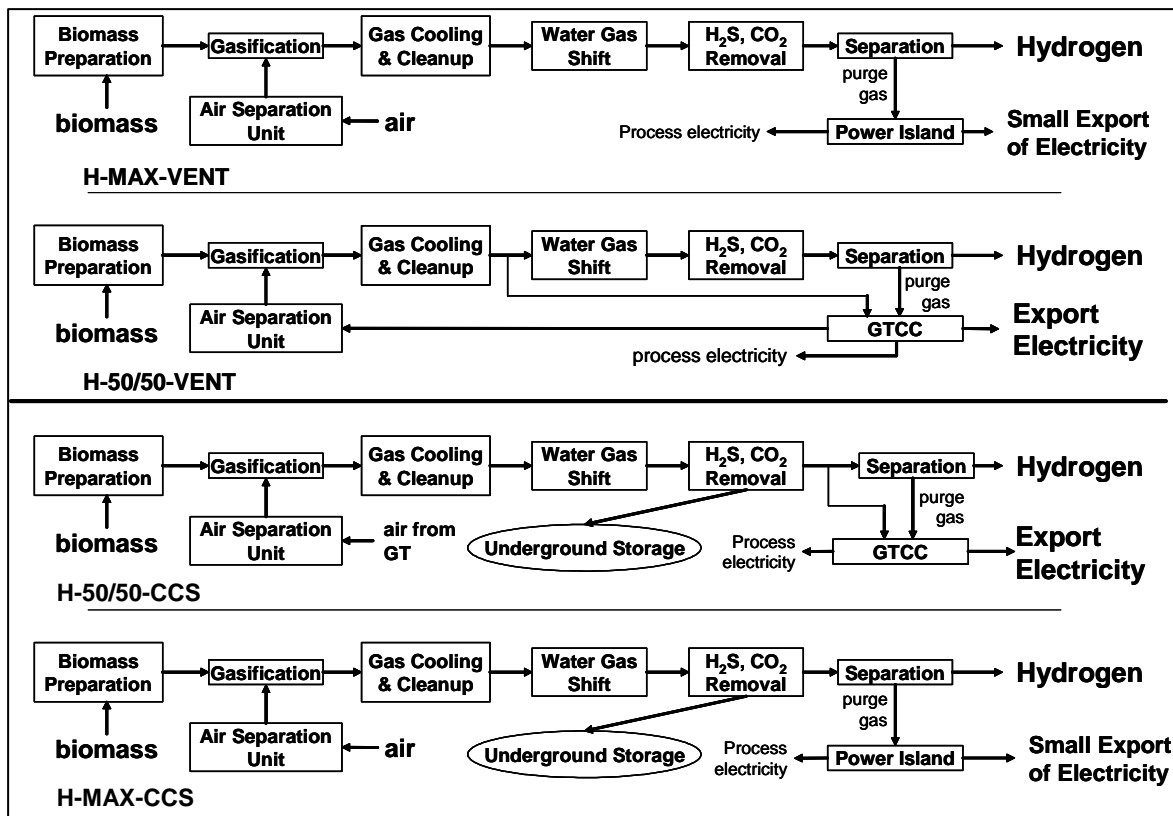 Biomass
Preparation
Gasification
Gas Cooling
& Cleanup
Water Gas
Shift
H₂S, CO₂
Removal
Separation
Hydrogen
purge
gas
biomass
Air Separation
Unit
air
Process electricity
Power Island
Small Export
of Electricity
H-MAX-VENT
Biomass
Preparation
Gasification
Gas Cooling
& Cleanup
Water Gas
Shift
H₂S, CO₂
Removal
Separation
Hydrogen
purge
gas
biomass
Air Separation
Unit
GTCC
Export
Electricity
process electricity
H-50/50-VENT
Biomass
Preparation
Gasification
Gas Cooling
& Cleanup
Water Gas
Shift
H₂S, CO₂
Removal
Separation
Hydrogen
purge
gas
biomass
Air Separation
Unit
air from
GT
Underground Storage
Process
electricity
GTCC
Export
Electricity
H-50/50-CCS
Biomass
Preparation
Gasification
Gas Cooling
& Cleanup
Water Gas
Shift
H₂S, CO₂
Removal
Separation
Hydrogen
purge
gas
biomass
Air Separation
Unit
air
Underground Storage
Process
electricity
Power Island
Small Export
of Electricity
H-MAX-CCS